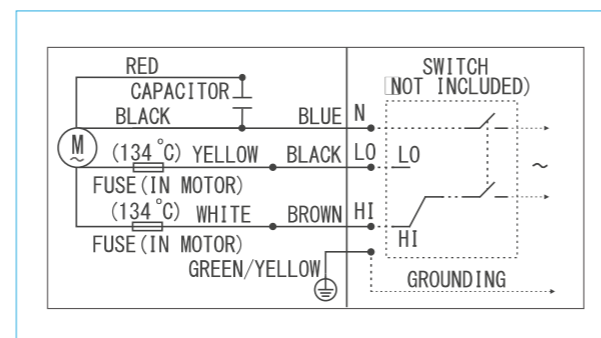 RED
CAPACITOR
BLACK
BLUE
N
M
~
(134°C) YELLOW
BLACK
LO
FUSE(IN MOTOR)
(134°C) WHITE
BROWN
HI
FUSE(IN MOTOR)
GREEN/YELLOW
SWITCH
NOT INCLUDED)
LO
~
HI
GROUNDING